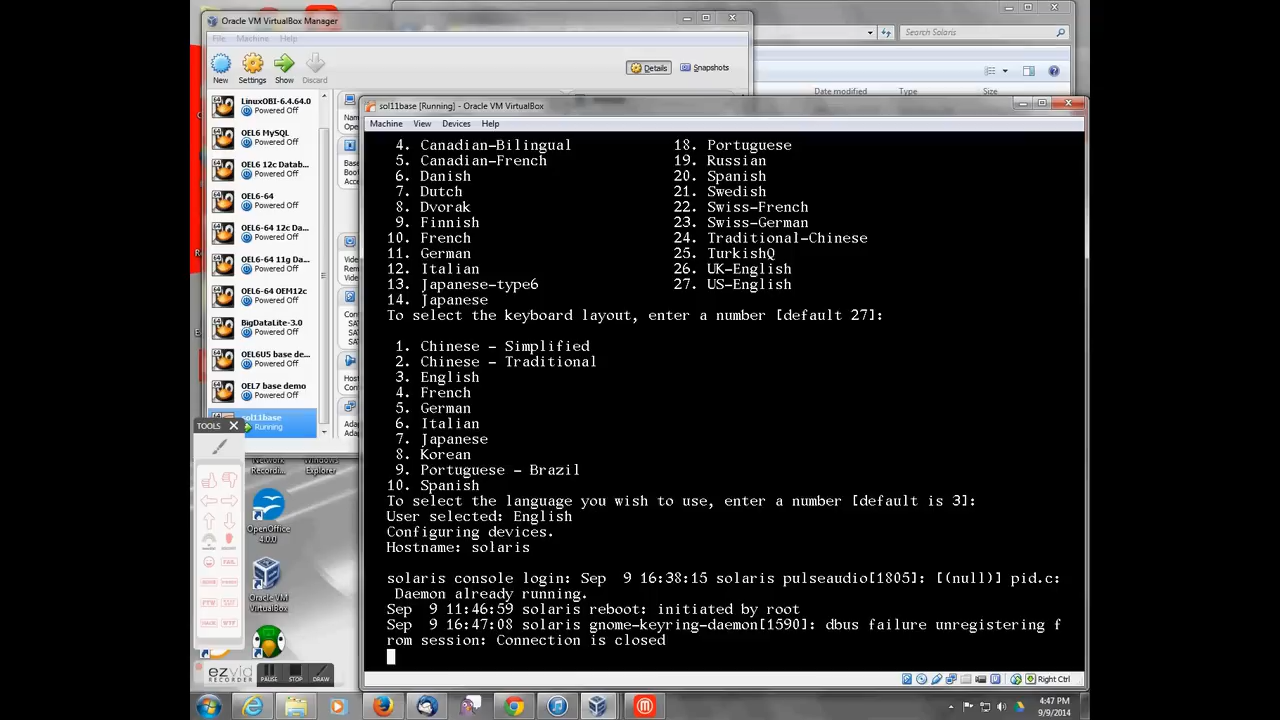 Oracle VM VirtualBox Manager
Search Solaris
File Machine Help
New Settings Show Discard
Details Snapshots
Date modified Type Size
LinuxOBI-6.4.64.0
Powered Off
OEL6 MySQL
Powered Off
OEL6 12c Datab...
Powered Off
OEL6-64
Powered Off
OEL6-64 12c Da...
Powered Off
OEL6-64 11g Da...
Powered Off
OEL6-64 OEM12c
Powered Off
BigDataLite-3.0
Powered Off
OEL6U5 base de...
Powered Off
OEL7 base demo
Powered Off
sol11base
Running
sol11base [Running] - Oracle VM VirtualBox
Machine View Devices Help
4. Canadian-Bilingual 18. Portuguese
5. Canadian-French 19. Russian
6. Danish 20. Spanish
7. Dutch 21. Swedish
8. Dvorak 22. Swiss-French
9. Finnish 23. Swiss-German
10. French 24. Traditional-Chinese
11. German 25. TurkishQ
12. Italian 26. UK-English
13. Japanese-type6 27. US-English
14. Japanese
To select the keyboard layout, enter a number [default 27]:
1. Chinese - Simplified
2. Chinese - Traditional
3. English
4. French
5. German
6. Italian
7. Japanese
8. Korean
9. Portuguese - Brazil
10. Spanish
To select the language you wish to use, enter a number [default is 3]:
User selected: English
Configuring devices.
Hostname: solaris
solaris console login: Sep 9 11:38:15 solaris pulseaudio[1800]: [(null)] pid.c:
Daemon already running.
Sep 9 11:46:59 solaris reboot: initiated by root
Sep 9 16:47:08 solaris gnome-keyring-daemon[1590]: dbus failure unregistering f
rom session: Connection is closed
Right Ctrl
TOOLS
Recordi... Explorer
OpenOffice
4.0.0
Oracle VM
VirtualBox
ezvid
RECORDER
PAUSE STOP DRAW
4:47 PM
9/9/2014